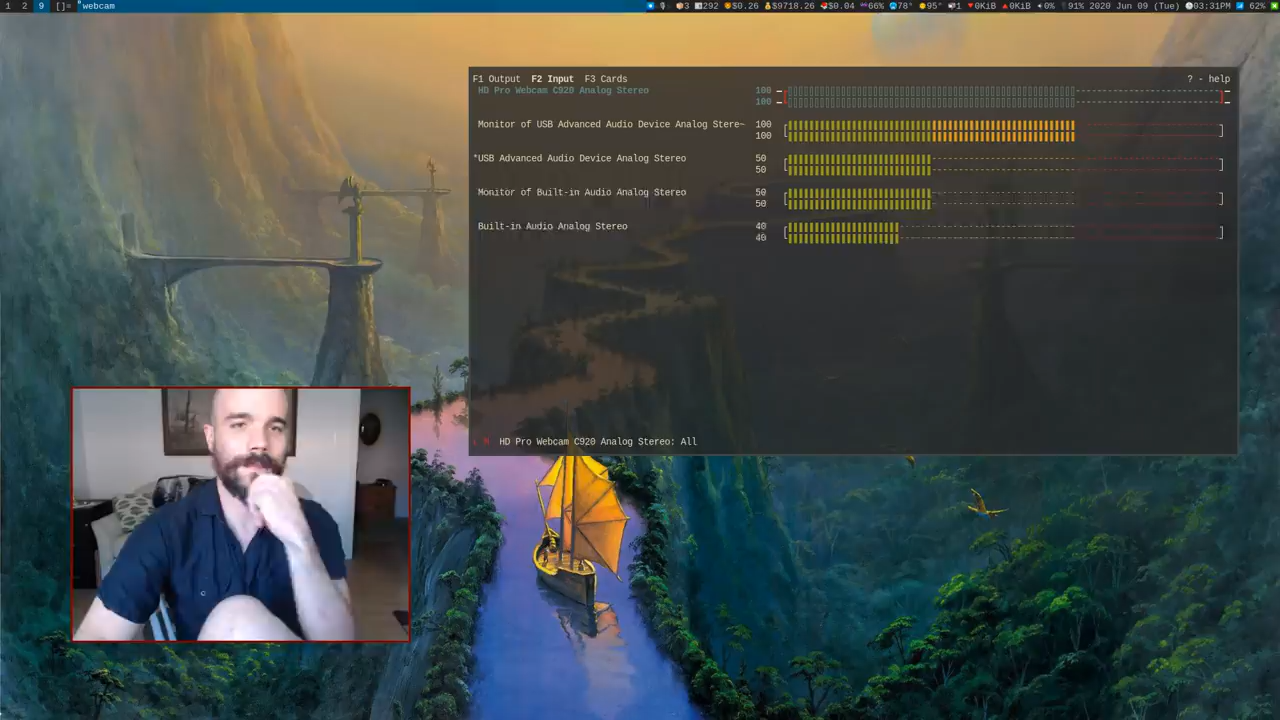 1 2 9 []= webcam 3 292 $0.26 $9718.26 $0.04 66% 78° 95° 1 0KiB 0KiB 0% 91% 2020 Jun 09 (Tue) 03:31PM 62%
F1 Output F2 Input F3 Cards ? - help
HD Pro Webcam C920 Analog Stereo 100
100
Monitor of USB Advanced Audio Device Analog Stere~ 100
100
*USB Advanced Audio Device Analog Stereo 50
50
Monitor of Built-in Audio Analog Stereo 50
50
Built-in Audio Analog Stereo 40
40
M HD Pro Webcam C920 Analog Stereo: All